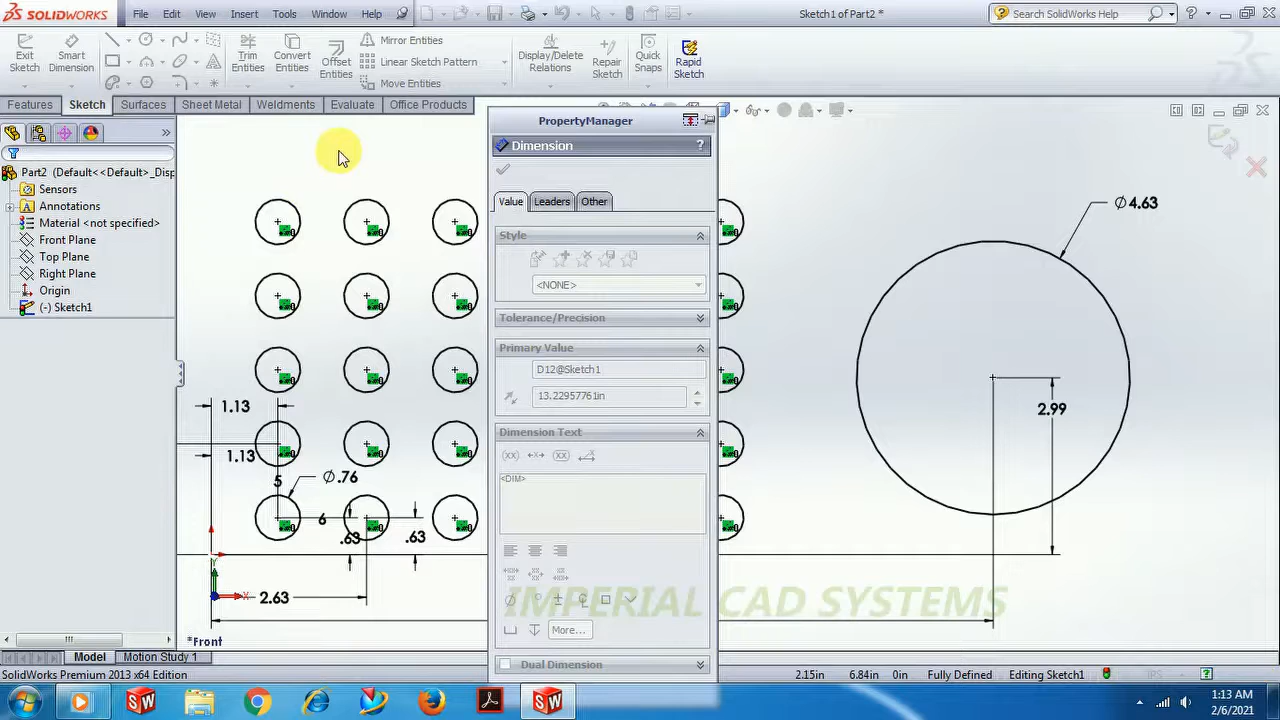 SOLIDWORKS File Edit View Insert Tools Window Help Sketch1 of Part2 * Search SolidWorks Help
Exit Sketch
Smart Dimension
Trim Entities
Convert Entities
Offset Entities
Mirror Entities
Linear Sketch Pattern
Move Entities
Display/Delete Relations
Repair Sketch
Quick Snaps
Rapid Sketch
Features Sketch Surfaces Sheet Metal Weldments Evaluate Office Products
Part2 (Default<<Default>_Disp
Sensors
Annotations
Material <not specified>
Front Plane
Top Plane
Right Plane
Origin
(-) Sketch1
PropertyManager
Dimension ?
Value Leaders Other
Style
<NONE>
Tolerance/Precision
Primary Value
D12@Sketch1
13.22957761in
Dimension Text
(xx) (xx)
<DIM>
More...
Dual Dimension
Ø4.63
2.99
1.13
1.13
5
Ø.76
6
.63
.63
2.63
Y
X
IMPERIAL CAD SYSTEMS
*Front
Model Motion Study 1
SolidWorks Premium 2013 x64 Edition 2.15in 6.84in 0in Fully Defined Editing Sketch1 IPS
1:13 AM
2/6/2021